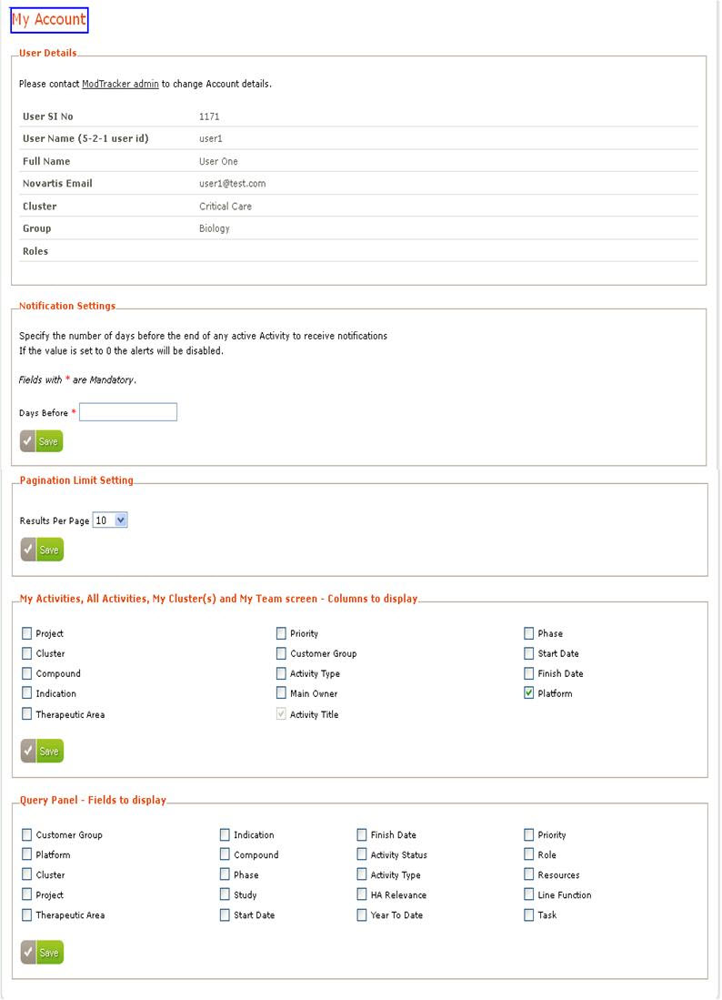 My Account
User Details
Please contact ModTracker admin to change Account details.
User SI No 1171
User Name (5-2-1 user id) user1
Full Name User One
Novartis Email user1@test.com
Cluster Critical Care
Group Biology
Roles
Notification Settings
Specify the number of days before the end of any active Activity to receive notifications
If the value is set to 0 the alerts will be disabled.
Fields with * are Mandatory.
Days Before *
Save
Pagination Limit Setting
Results Per Page 10
Save
My Activities, All Activities, My Cluster(s) and My Team screen - Columns to display
Project Priority Phase
Cluster Customer Group Start Date
Compound Activity Type Finish Date
Indication Main Owner Platform
Therapeutic Area Activity Title
Save
Query Panel - Fields to display
Customer Group Indication Finish Date Priority
Platform Compound Activity Status Role
Cluster Phase Activity Type Resources
Project Study HA Relevance Line Function
Therapeutic Area Start Date Year To Date Task
Save